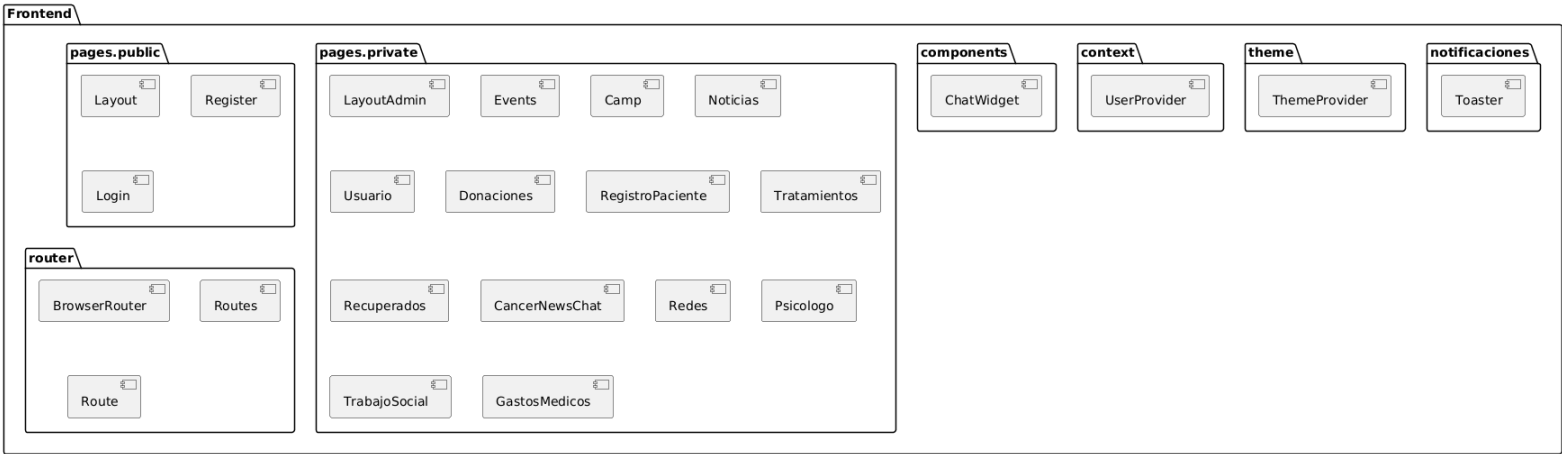 Frontend
pages.public
Layout
Register
Login
router
BrowserRouter
Routes
Route
pages.private
LayoutAdmin
Events
Camp
Noticias
Usuario
Donaciones
RegistroPaciente
Tratamientos
Recuperados
CancerNewsChat
Redes
Psicologo
TrabajoSocial
GastosMedicos
components
ChatWidget
context
UserProvider
theme
ThemeProvider
notificaciones
Toaster